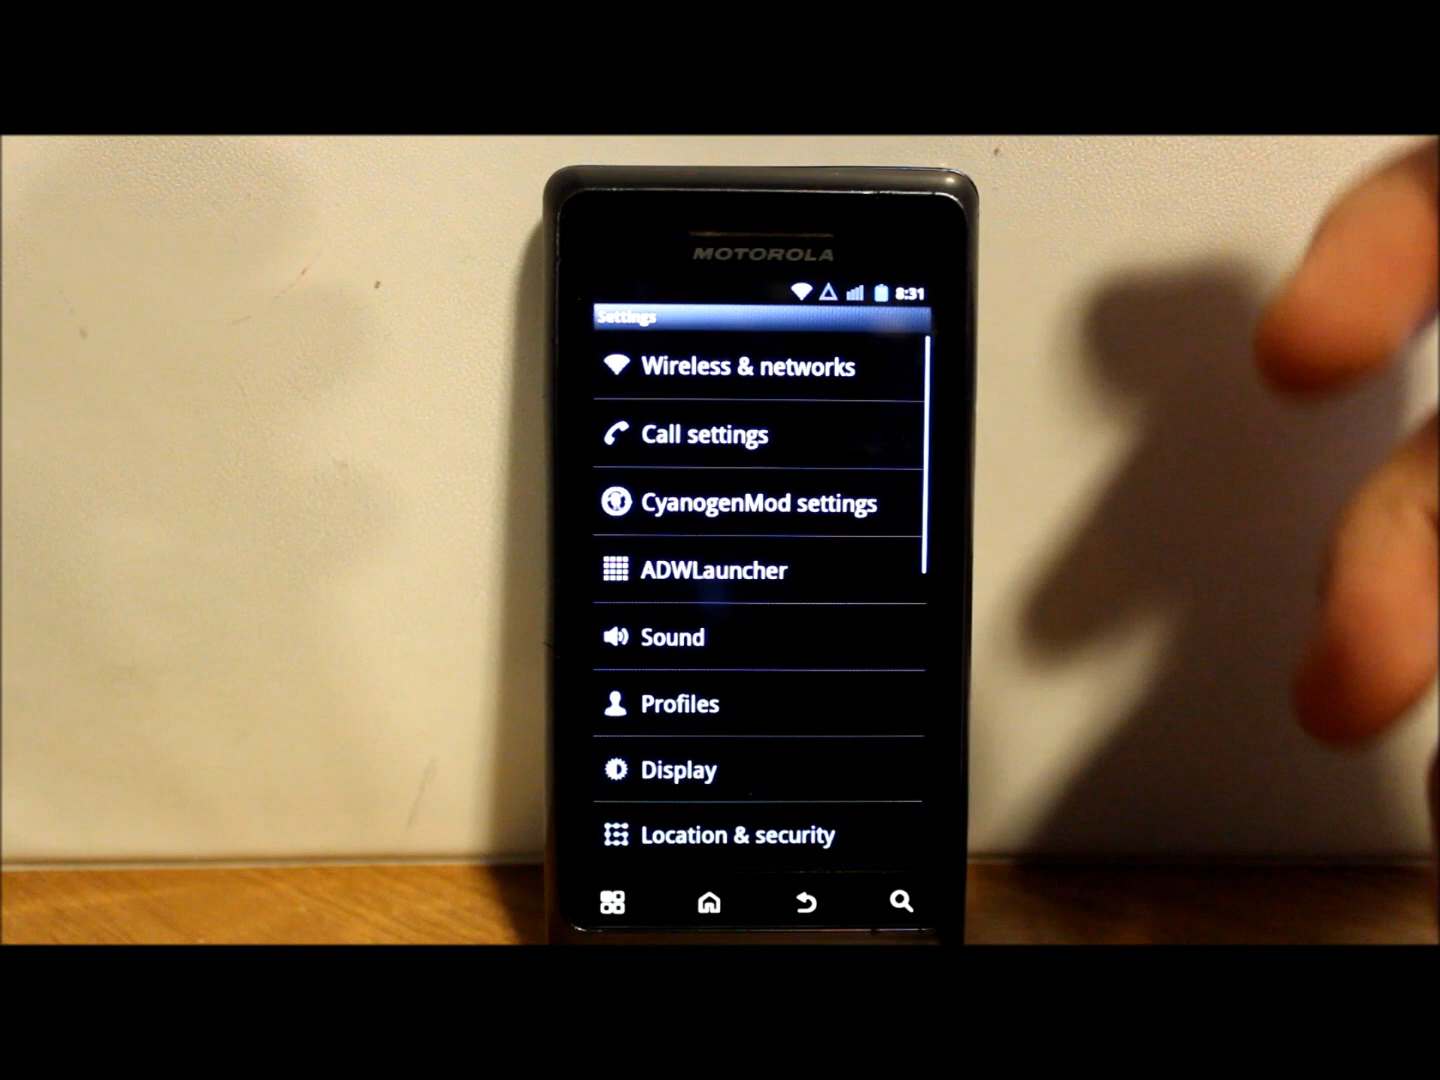 MOTOROLA
8:31
Settings
Wireless & networks
Call settings
CyanogenMod settings
ADWLauncher
Sound
Profiles
Display
Location & security